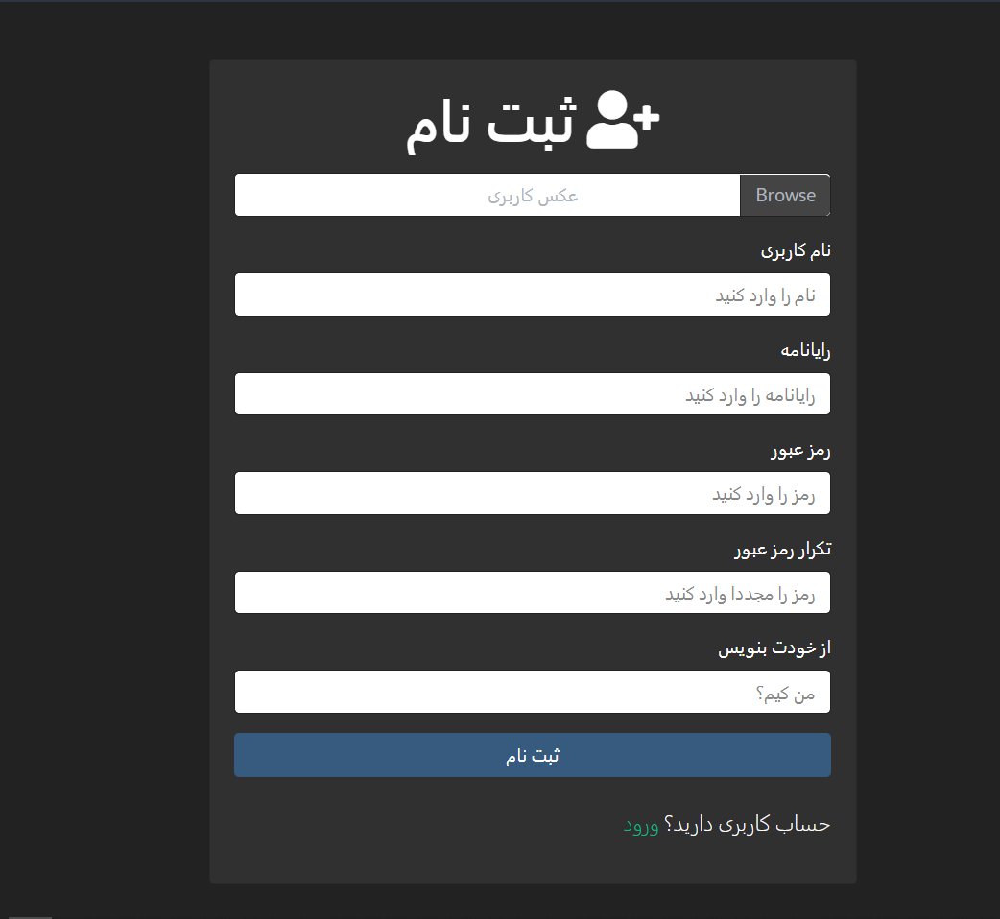 ثبت نام
Browse عکس کاربری
نام کاربری
نام را وارد کنید
رایانامه
رایانامه را وارد کنید
رمز عبور
رمز را وارد کنید
تکرار رمز عبور
رمز را مجددا وارد کنید
از خودت بنویس
من کیم؟
ثبت نام
حساب کاربری دارید؟ ورود